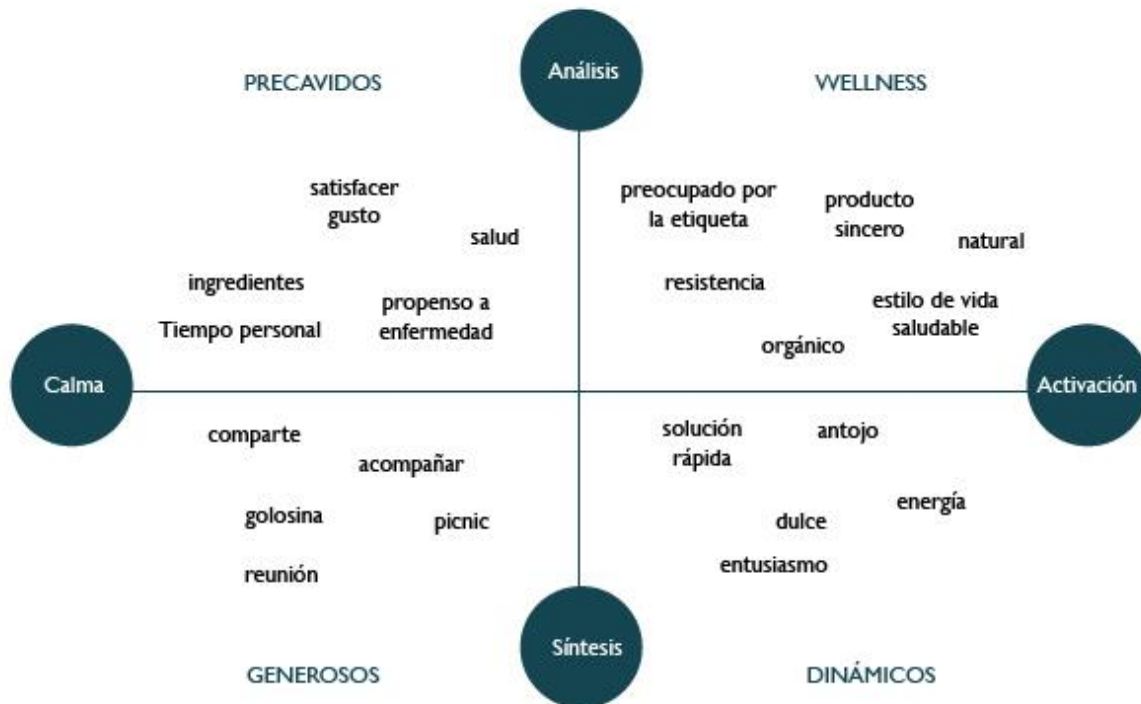 Análisis
PRECAVIDOS
WELLNESS
satisfacer
gusto
salud
ingredientes
propenso a
enfermedad
Tiempo personal
preocupado por
la etiqueta
producto
sincero
natural
resistencia
estilo de vida
saludable
orgánico
Calma
Activación
comparte
acompañar
golosina
picnic
reunión
solución
rápida
antojo
energía
dulce
entusiasmo
Síntesis
GENEROSOS
DINÁMICOS